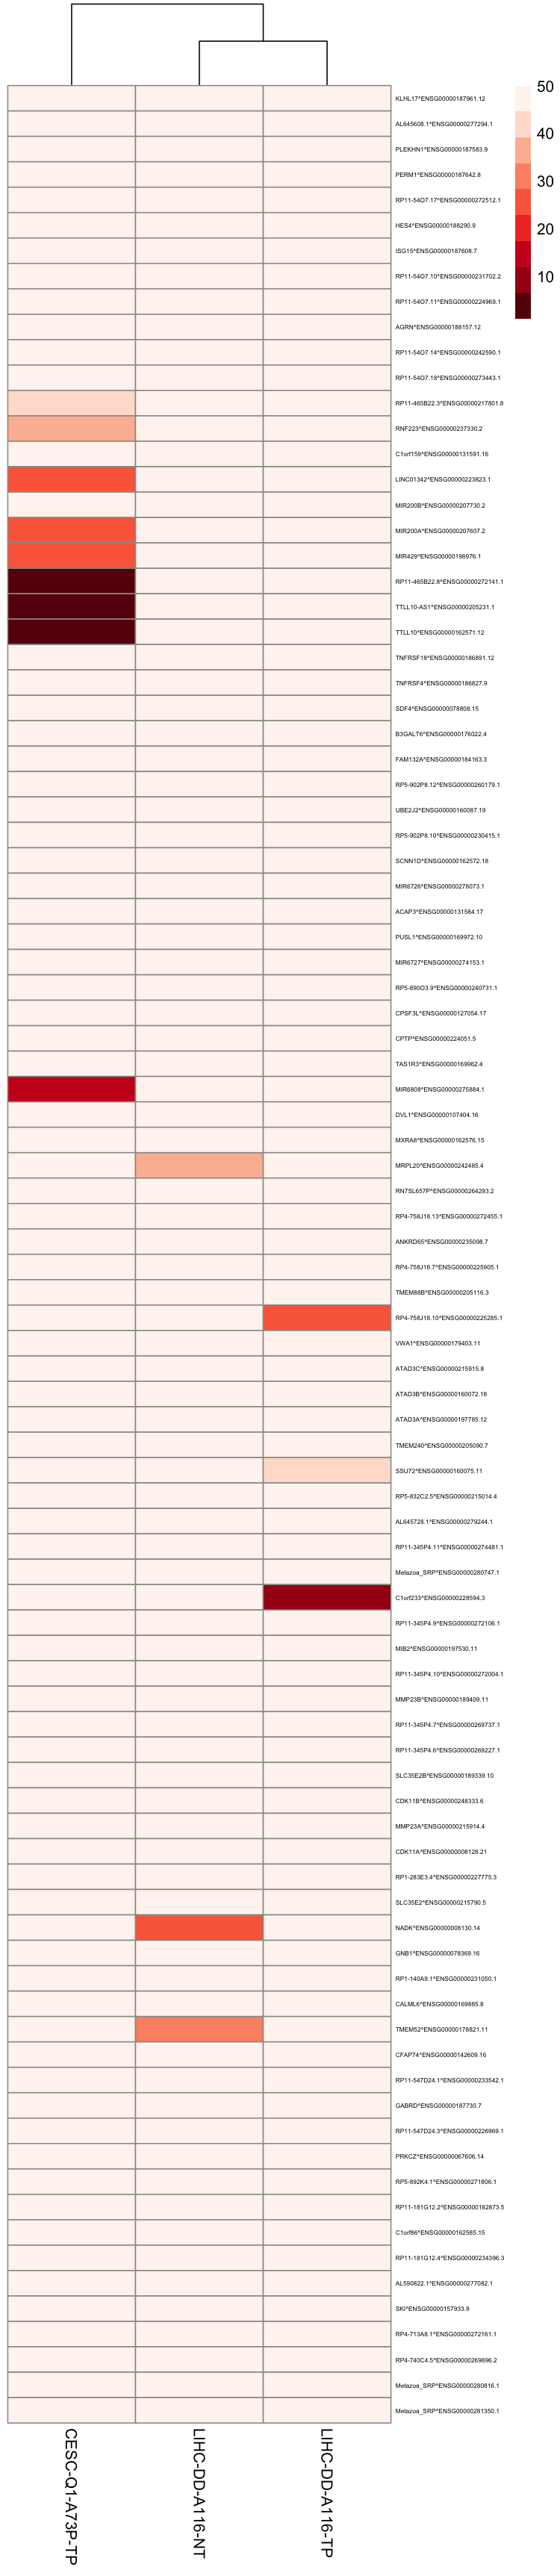 KLHL17^ENSG00000187961.12
AL645608.1^ENSG00000277294.1
PLEKHN1^ENSG00000187583.9
PERM1^ENSG00000187642.8
RP11-54O7.17^ENSG00000272512.1
HES4^ENSG00000188290.9
ISG15^ENSG00000187608.7
RP11-54O7.10^ENSG00000231702.2
RP11-54O7.11^ENSG00000224969.1
AGRN^ENSG00000188157.12
RP11-54O7.14^ENSG00000242590.1
RP11-54O7.18^ENSG00000273443.1
RP11-465B22.3^ENSG00000217801.8
RNF223^ENSG00000237330.2
C1orf159^ENSG00000131591.16
LINC01342^ENSG00000223823.1
MIR200B^ENSG00000207730.2
MIR200A^ENSG00000207607.2
MIR429^ENSG00000198976.1
RP11-465B22.8^ENSG00000272141.1
TTLL10-AS1^ENSG00000205231.1
TTLL10^ENSG00000162571.12
TNFRSF18^ENSG00000186891.12
TNFRSF4^ENSG00000186827.9
SDF4^ENSG00000078808.15
B3GALT6^ENSG00000176022.4
FAM132A^ENSG00000184163.3
RP5-902P8.12^ENSG00000260179.1
UBE2J2^ENSG00000160087.19
RP5-902P8.10^ENSG00000230415.1
SCNN1D^ENSG00000162572.18
MIR6726^ENSG00000278073.1
ACAP3^ENSG00000131584.17
PUSL1^ENSG00000169972.10
MIR6727^ENSG00000274153.1
RP5-890O3.9^ENSG00000240731.1
CPSF3L^ENSG00000127054.17
CPTP^ENSG00000224051.5
TAS1R3^ENSG00000169962.4
MIR6808^ENSG00000275884.1
DVL1^ENSG00000107404.16
MXRA8^ENSG00000162576.15
MRPL20^ENSG00000242485.4
RN7SL657P^ENSG00000264293.2
RP4-758J18.13^ENSG00000272455.1
ANKRD65^ENSG00000235098.7
RP4-758J18.7^ENSG00000225905.1
TMEM88B^ENSG00000205116.3
RP4-758J18.10^ENSG00000225285.1
VWA1^ENSG00000179403.11
ATAD3C^ENSG00000215915.8
ATAD3B^ENSG00000160072.18
ATAD3A^ENSG00000197785.12
TMEM240^ENSG00000205090.7
SSU72^ENSG00000160075.11
RP5-832C2.5^ENSG00000215014.4
AL645728.1^ENSG00000279244.1
RP11-345P4.11^ENSG00000274481.1
Metazoa_SRP^ENSG00000280747.1
C1orf233^ENSG00000228594.3
RP11-345P4.9^ENSG00000272106.1
MIB2^ENSG00000197530.11
RP11-345P4.10^ENSG00000272004.1
MMP23B^ENSG00000189409.11
RP11-345P4.7^ENSG00000269737.1
RP11-345P4.6^ENSG00000269227.1
SLC35E2B^ENSG00000189339.10
CDK11B^ENSG00000248333.6
MMP23A^ENSG00000215914.4
CDK11A^ENSG00000008128.21
RP1-283E3.4^ENSG00000227775.3
SLC35E2^ENSG00000215790.5
NADK^ENSG00000008130.14
GNB1^ENSG00000078369.16
RP1-140A9.1^ENSG00000231050.1
CALML6^ENSG00000169885.8
TMEM52^ENSG00000178821.11
CFAP74^ENSG00000142609.16
RP11-547D24.1^ENSG00000233542.1
GABRD^ENSG00000187730.7
RP11-547D24.3^ENSG00000226969.1
PRKCZ^ENSG00000067606.14
RP5-892K4.1^ENSG00000271806.1
RP11-181G12.2^ENSG00000182873.5
C1orf86^ENSG00000162585.15
RP11-181G12.4^ENSG00000234396.3
AL590822.1^ENSG00000277082.1
SKI^ENSG00000157933.9
RP4-713A8.1^ENSG00000272161.1
RP4-740C4.5^ENSG00000269896.2
Metazoa_SRP^ENSG00000280816.1
Metazoa_SRP^ENSG00000281350.1
50
40
30
20
10
CESC-Q1-A73P-TP
LIHC-DD-A116-NT
LIHC-DD-A116-TP